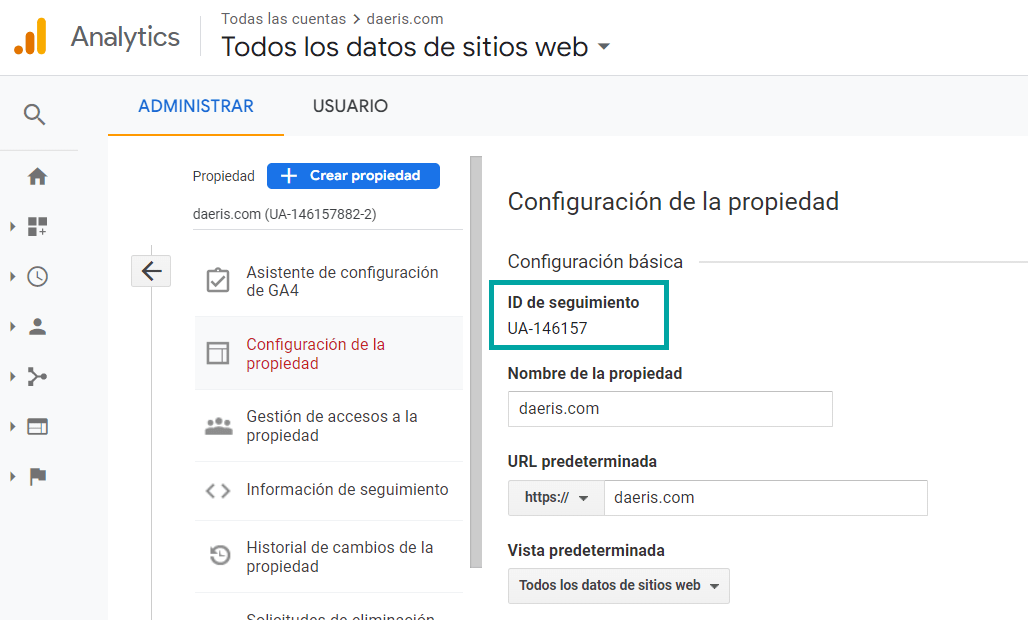 Analytics
Todas las cuentas > daeris.com
Todos los datos de sitios web
ADMINISTRAR
USUARIO
Propiedad
Crear propiedad
daeris.com (UA-146157882-2)
Asistente de configuración
de GA4
Configuración de la
propiedad
Gestión de accesos a la
propiedad
Información de seguimiento
Historial de cambios de la
propiedad
Solicitudes de eliminación
Configuración de la propiedad
Configuración básica
ID de seguimiento
UA-146157
Nombre de la propiedad
daeris.com
URL predeterminada
https://
daeris.com
Vista predeterminada
Todos los datos de sitios web